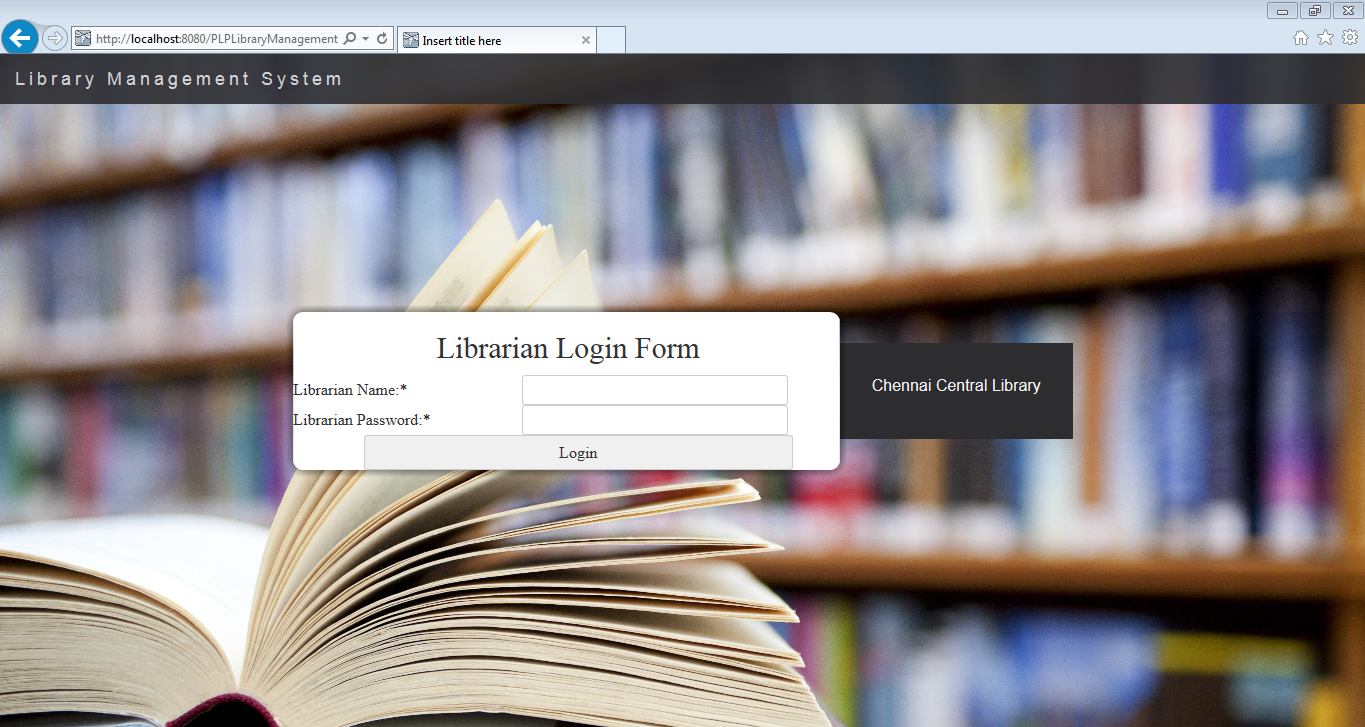 http://localhost:8080/PLPLibraryManagement
Insert title here
Library Management System
Librarian Login Form
Librarian Name:*
Chennai Central Library
Librarian Password:*
Login